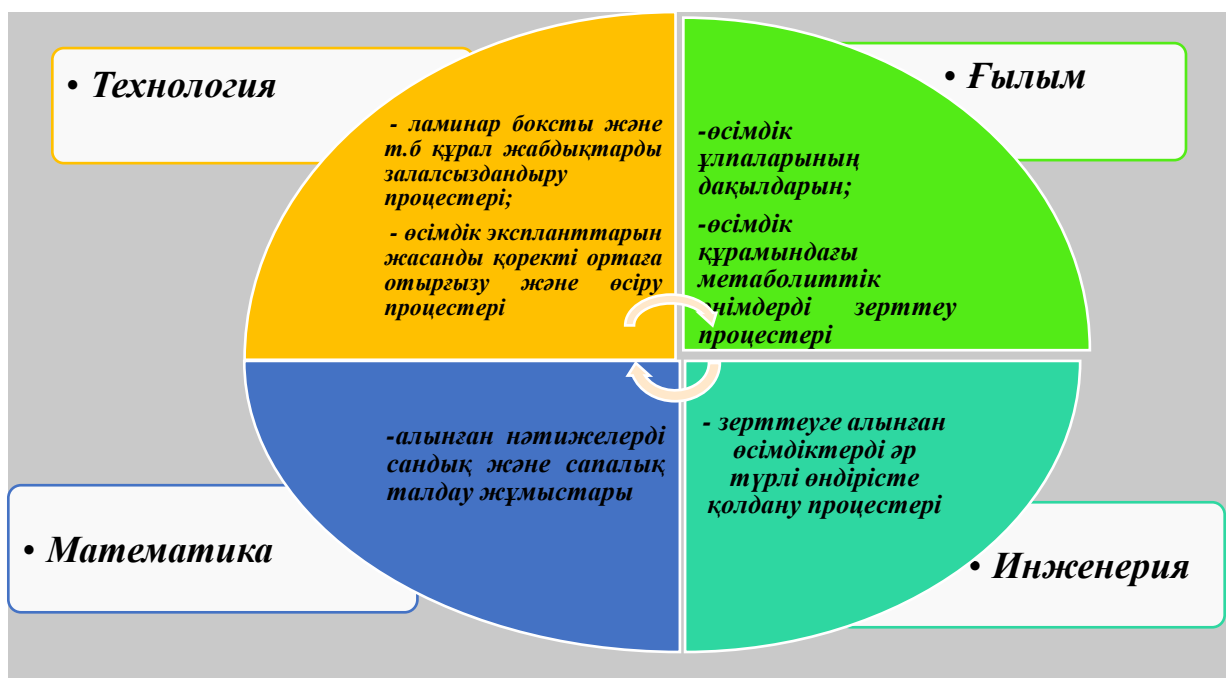 • Технология
- ламинар боксты және
т.б құрал жабдықтарды
залалсыздандыру
процестері;
- өсімдік экспланттарын
жасанды қоректі ортаға
отырғызу және өсіру
процестері
• Ғылым
-өсімдік
ұлпаларының
дақылдарын;
-өсімдік
құрамындағы
метаболиттік
өнімдерді зерттеу
процестері
-алынған нәтижелерді
сандық және сапалық
талдау жұмыстары
• Математика
- зерттеуге алынған
өсімдіктерді әр
түрлі өндірісте
қолдану процестері
• Инженерия